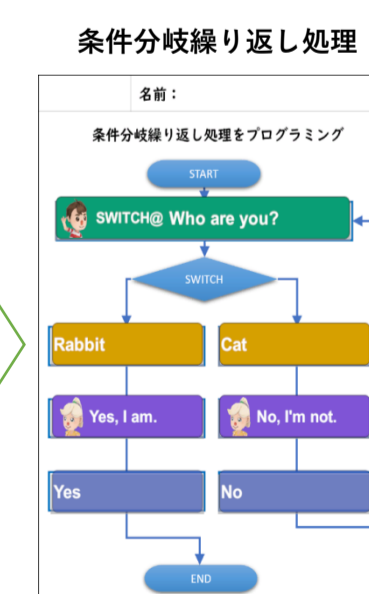 条件分岐繰り返し処理
名前：
条件分岐繰り返し処理をプログラミング
START
SWITCH@ Who are you?
SWITCH
Rabbit
Cat
Yes, I am.
No, I'm not.
Yes
No
END